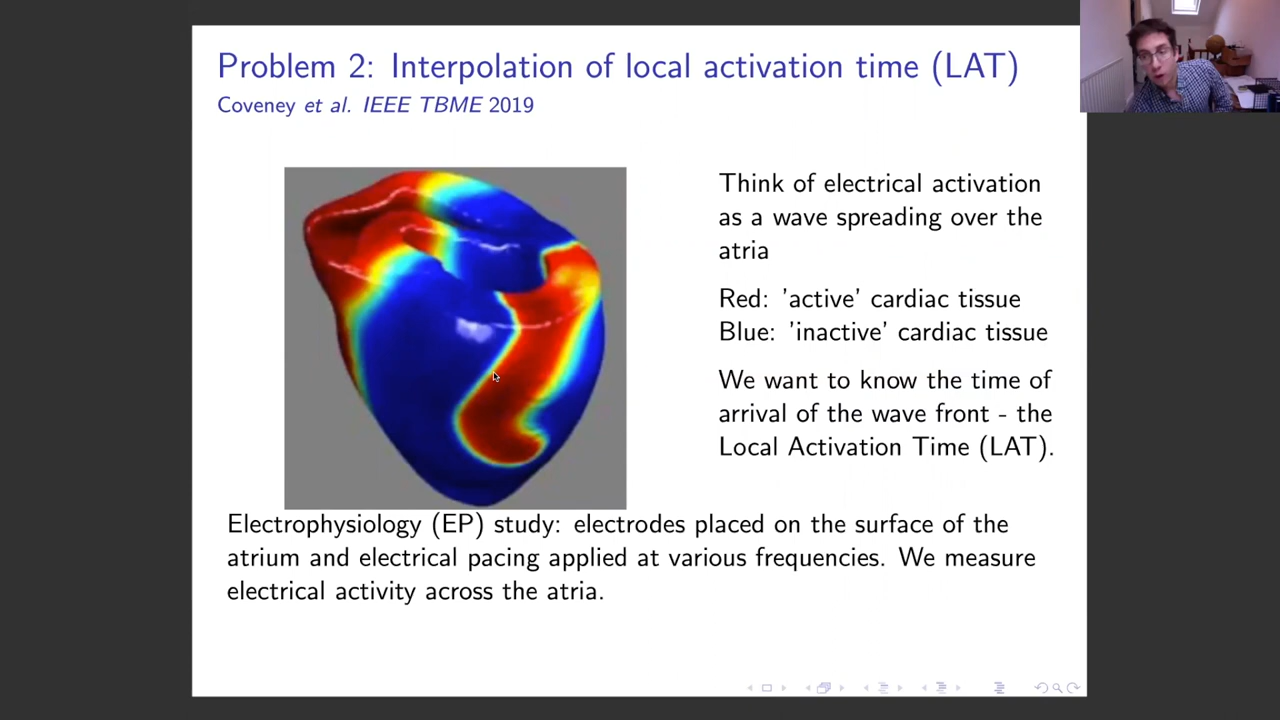 Problem 2: Interpolation of local activation time (LAT)
Coveney et al. IEEE TBME 2019
Think of electrical activation
as a wave spreading over the
atria
Red: 'active' cardiac tissue
Blue: 'inactive' cardiac tissue
We want to know the time of
arrival of the wave front - the
Local Activation Time (LAT).
Electrophysiology (EP) study: electrodes placed on the surface of the
atrium and electrical pacing applied at various frequencies. We measure
electrical activity across the atria.